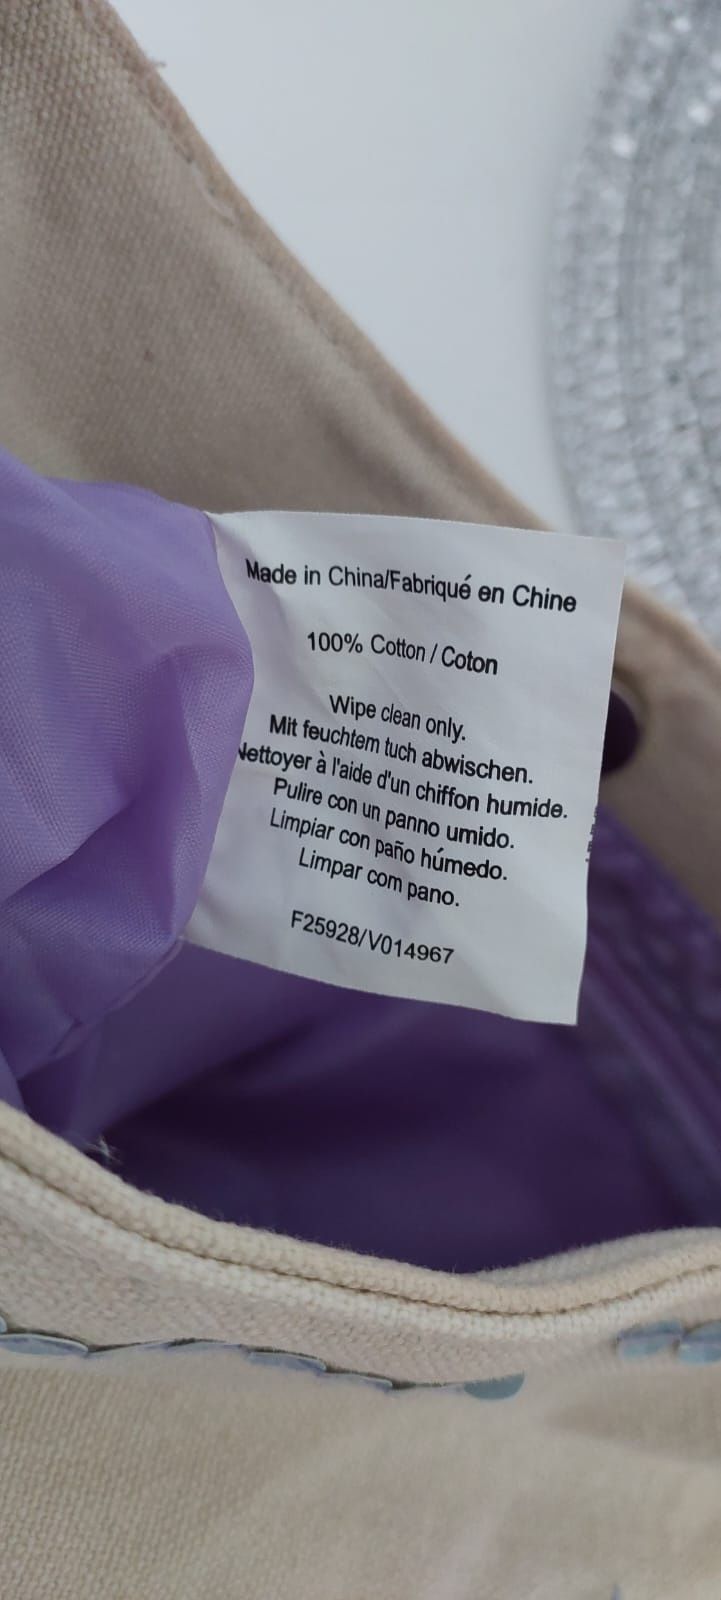 Made in China/Fabriqué en Chine
100% Cotton / Coton
Wipe clean only.
Mit feuchtem tuch abwischen.
Nettoyer à l'aide d'un chiffon humide.
Pulire con un panno umido.
Limpiar con paño húmedo.
Limpar com pano.
F25928/V014967